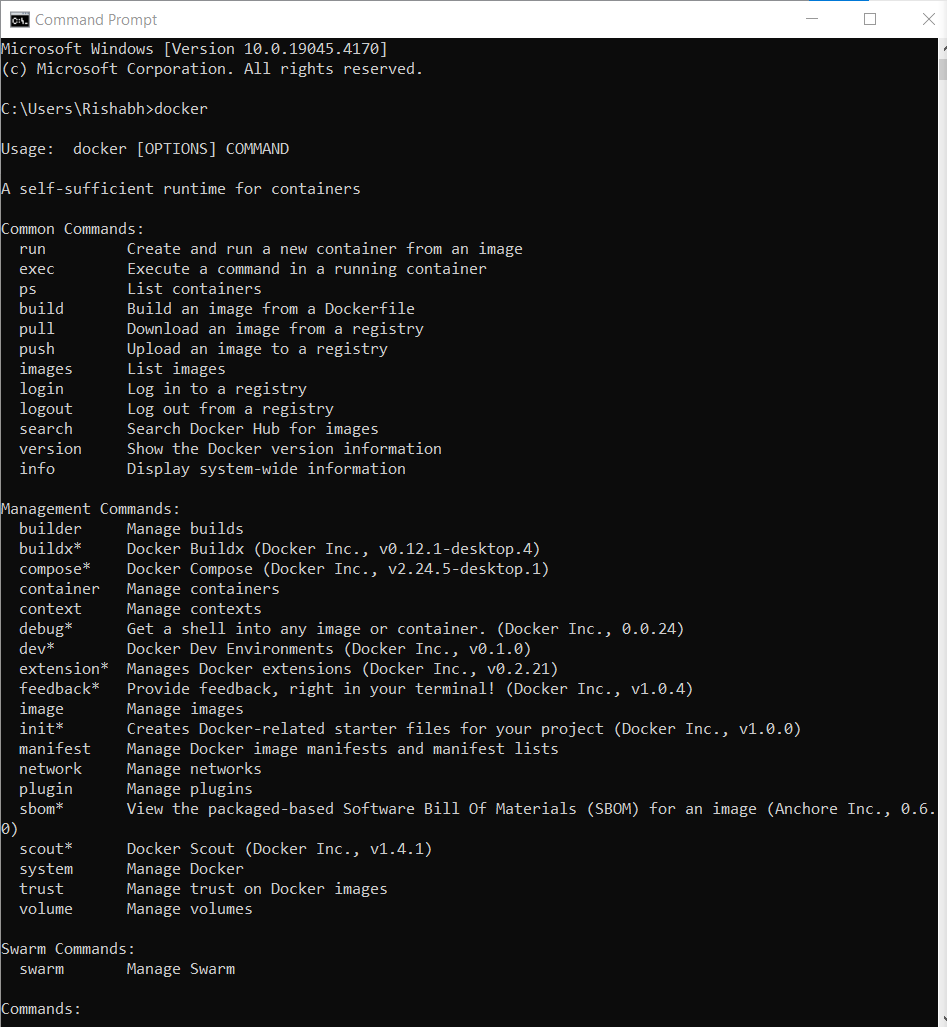 Command Prompt
Microsoft Windows [Version 10.0.19045.4170]
(c) Microsoft Corporation. All rights reserved.

C:\Users\Rishabh>docker

Usage:  docker [OPTIONS] COMMAND

A self-sufficient runtime for containers

Common Commands:
  run         Create and run a new container from an image
  exec        Execute a command in a running container
  ps          List containers
  build       Build an image from a Dockerfile
  pull        Download an image from a registry
  push        Upload an image to a registry
  images      List images
  login       Log in to a registry
  logout      Log out from a registry
  search      Search Docker Hub for images
  version     Show the Docker version information
  info        Display system-wide information

Management Commands:
  builder     Manage builds
  buildx*     Docker Buildx (Docker Inc., v0.12.1-desktop.4)
  compose*    Docker Compose (Docker Inc., v2.24.5-desktop.1)
  container   Manage containers
  context     Manage contexts
  debug*      Get a shell into any image or container. (Docker Inc., 0.0.24)
  dev*        Docker Dev Environments (Docker Inc., v0.1.0)
  extension*  Manages Docker extensions (Docker Inc., v0.2.21)
  feedback*   Provide feedback, right in your terminal! (Docker Inc., v1.0.4)
  image       Manage images
  init*       Creates Docker-related starter files for your project (Docker Inc., v1.0.0)
  manifest    Manage Docker image manifests and manifest lists
  network     Manage networks
  plugin      Manage plugins
  sbom*       View the packaged-based Software Bill Of Materials (SBOM) for an image (Anchore Inc., 0.6.
0)
  scout*      Docker Scout (Docker Inc., v1.4.1)
  system      Manage Docker
  trust       Manage trust on Docker images
  volume      Manage volumes

Swarm Commands:
  swarm       Manage Swarm

Commands: